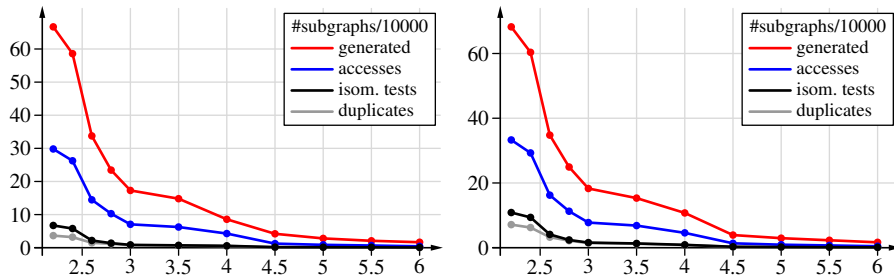 #subgraphs/10000
generated
accesses
isom. tests
duplicates
60
50
40
30
20
10
0
2.5 3 3.5 4 4.5 5 5.5 6
#subgraphs/10000
generated
accesses
isom. tests
duplicates
60
40
20
0
2.5 3 3.5 4 4.5 5 5.5 6